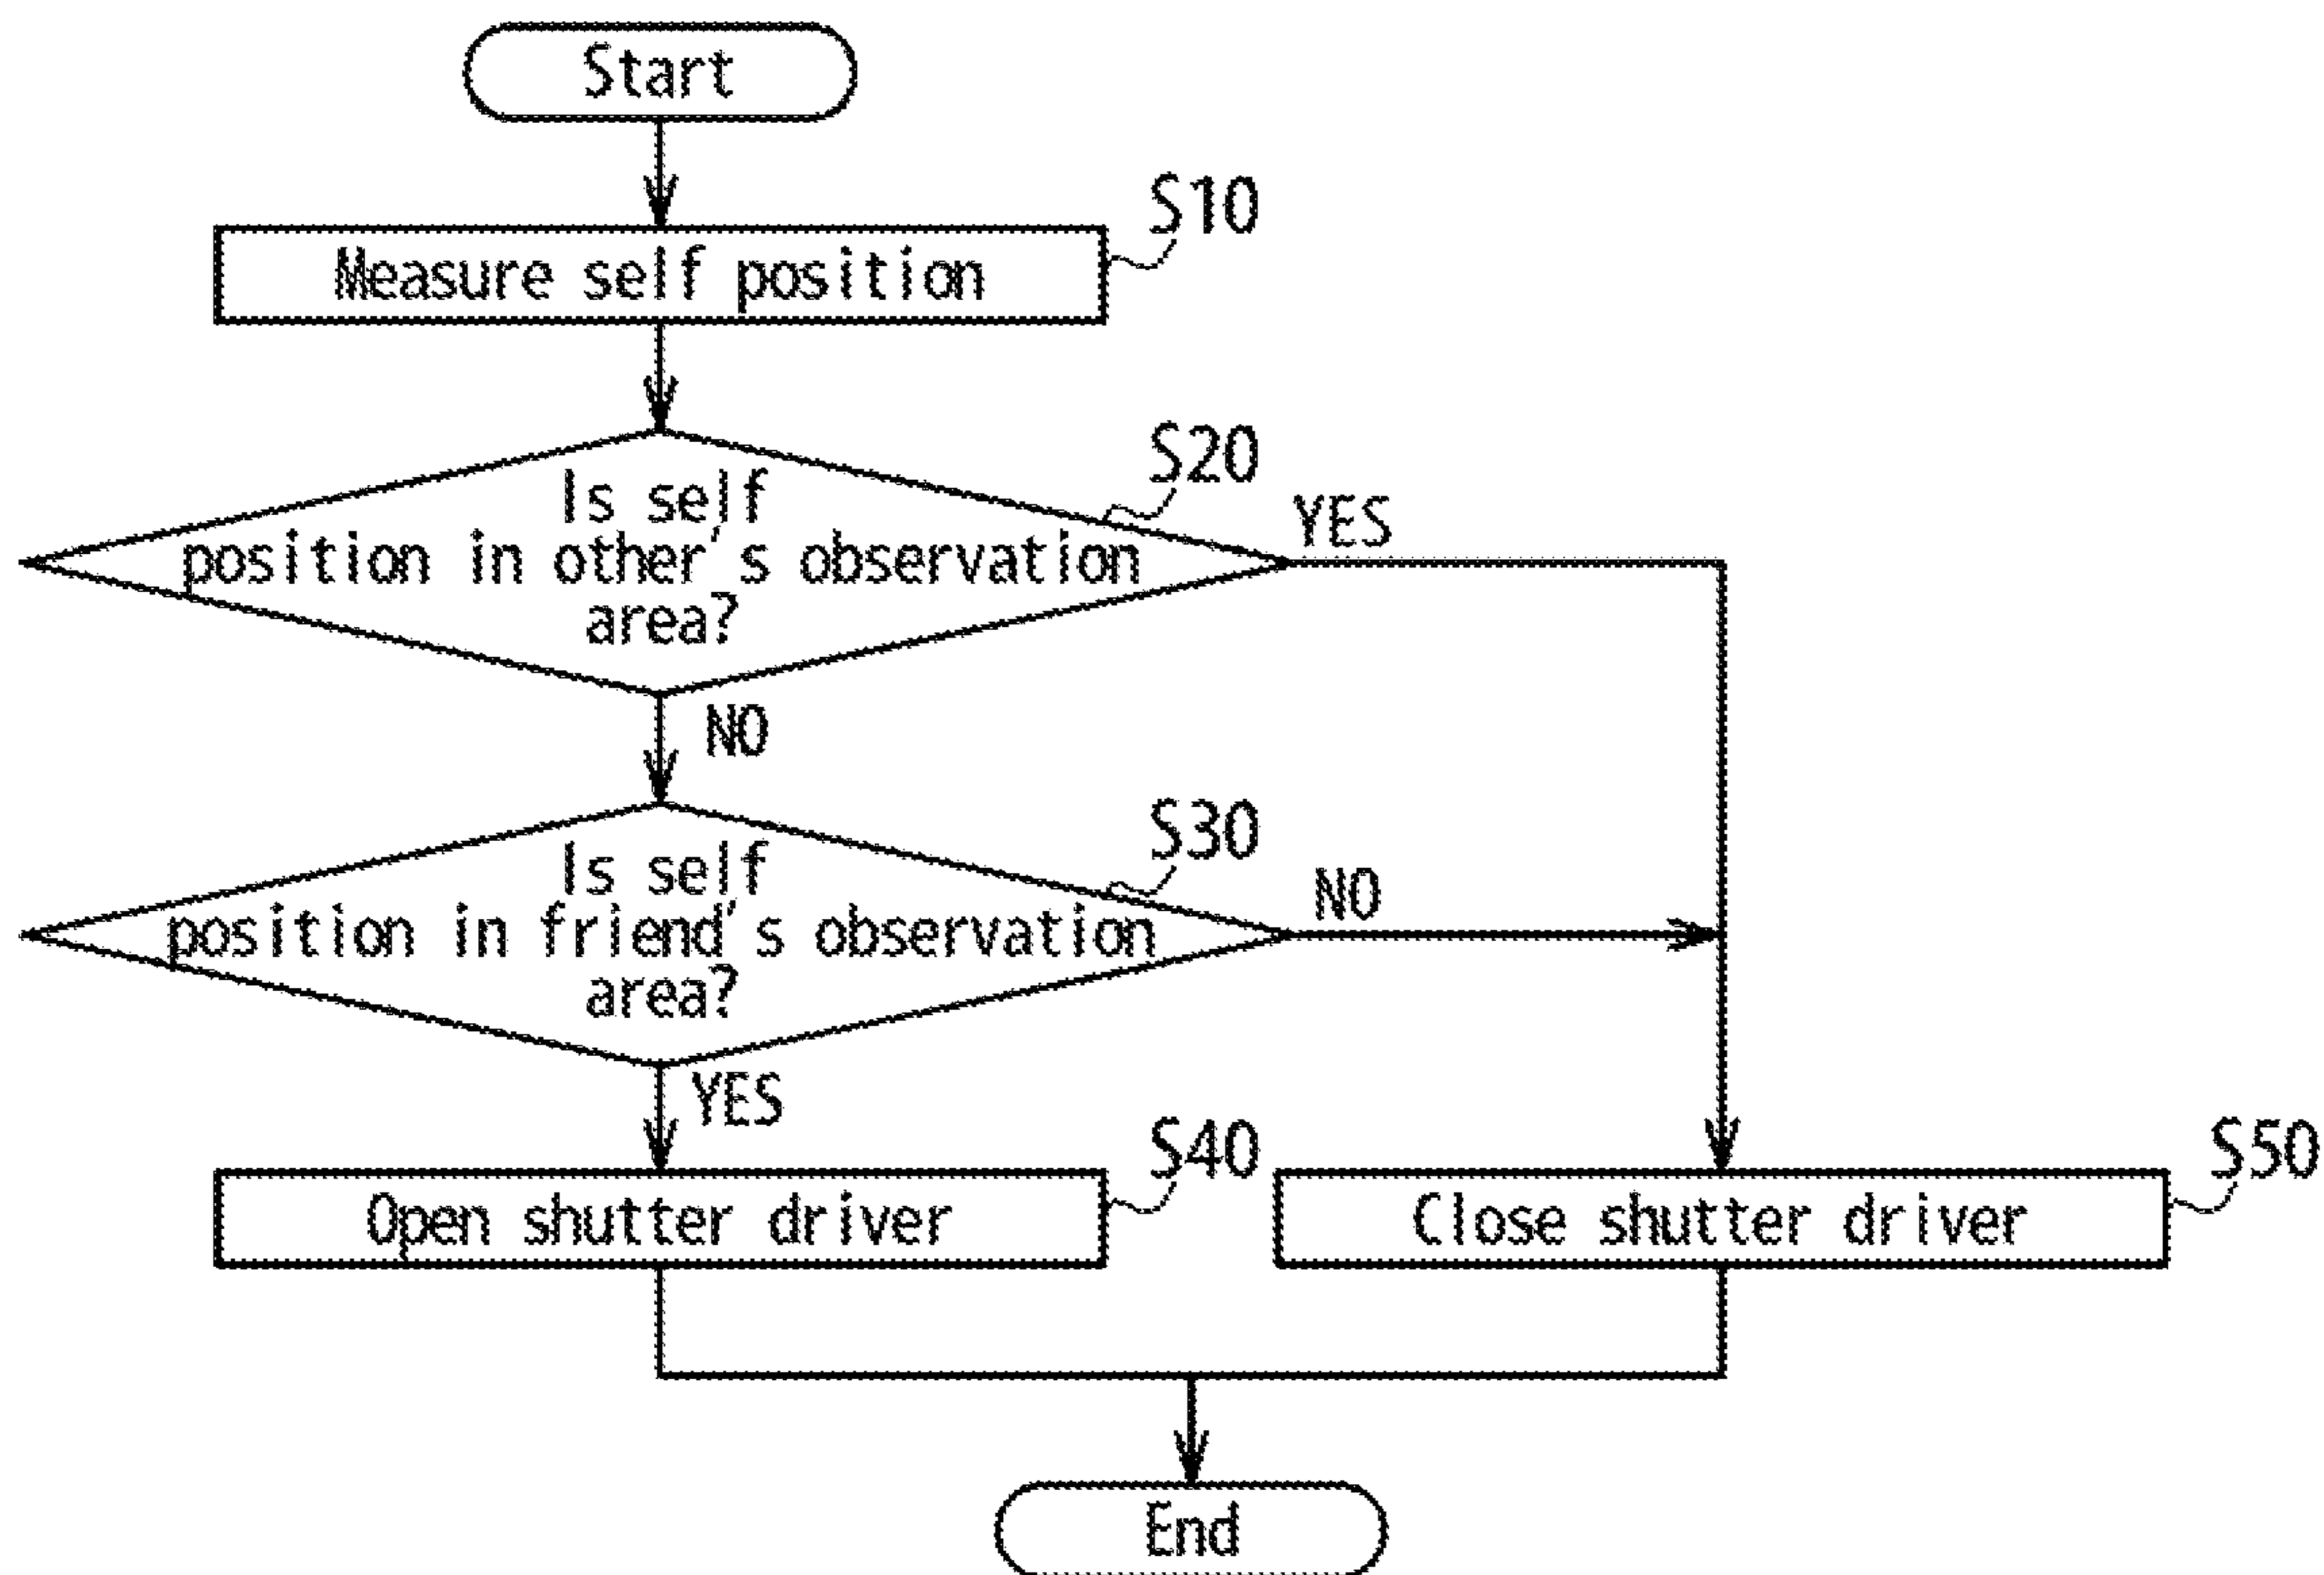 Start
S10
Measure self position
S20
Is self
position in other's observation
area?
YES
NO
S30
Is self
position in friend's observation
area?
NO
YES
S40
Open shutter driver
S50
Close shutter driver
End